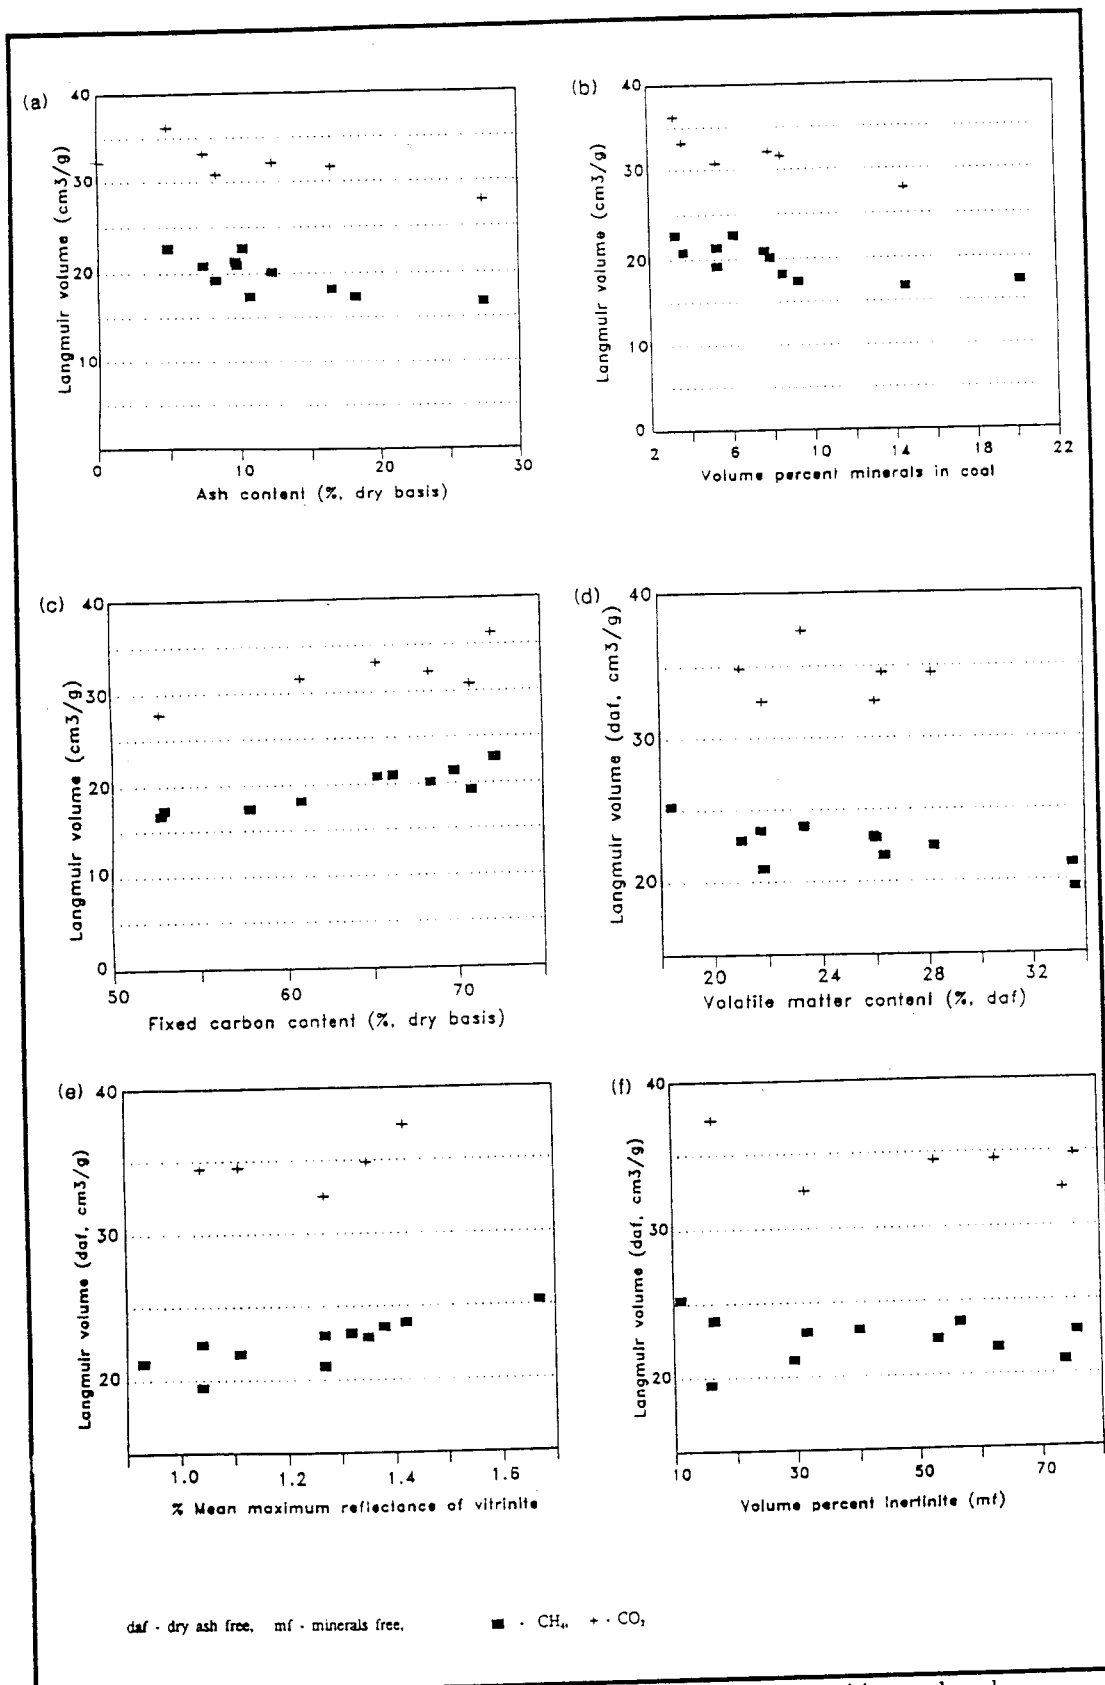 (a)
40
30
20
10
0
10
20
30
Langmuir volume (cm3/g)
Ash content (%, dry basis)
(b)
40
30
20
10
0
2
6
10
14
18
22
Langmuir volume (cm3/g)
Volume percent minerals in coal
(c)
40
30
20
10
0
50
60
70
Langmuir volume (cm3/g)
Fixed carbon content (%, dry basis)
(d)
40
30
20
20
24
28
32
Langmuir volume (daf, cm3/g)
Volatile matter content (%, daf)
(e)
40
30
20
1.0
1.2
1.4
1.6
Langmuir volume (daf, cm3/g)
% Mean maximum reflectance of vitrinite
(f)
40
30
20
10
30
50
70
Langmuir volume (daf, cm3/g)
Volume percent inertinite (mf)
daf - dry ash free, mf - minerals free, ■ - CH₄, + - CO₂